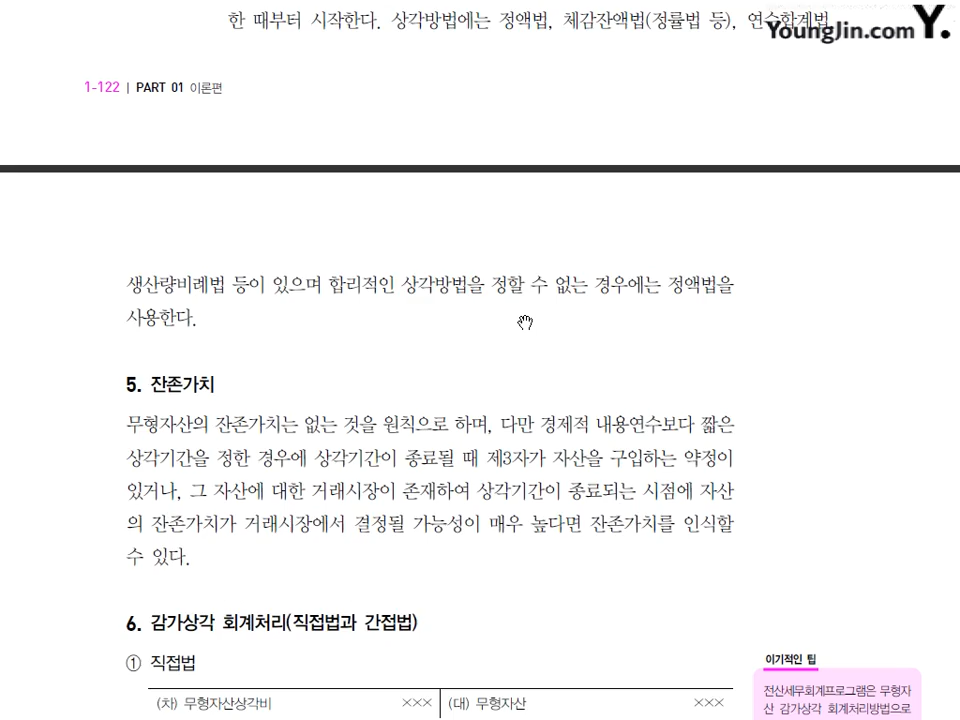 한 때부터 시작한다. 상각방법에는 정액법, 체감잔액법(정률법 등), 연수합계법
YoungJin.com Y.
1-122 | PART 01 이론편
생산량비례법 등이 있으며 합리적인 상각방법을 정할 수 없는 경우에는 정액법을
사용한다.
5. 잔존가치
무형자산의 잔존가치는 없는 것을 원칙으로 하며, 다만 경제적 내용연수보다 짧은
상각기간을 정한 경우에 상각기간이 종료될 때 제3자가 자산을 구입하는 약정이
있거나, 그 자산에 대한 거래시장이 존재하여 상각기간이 종료되는 시점에 자산
의 잔존가치가 거래시장에서 결정될 가능성이 매우 높다면 잔존가치를 인식할
수 있다.
6. 감가상각 회계처리(직접법과 간접법)
① 직접법
(차) 무형자산상각비 ××× (대) 무형자산 ×××
이기적인 팁
전산세무회계프로그램은 무형자
산 감가상각 회계처리방법으로